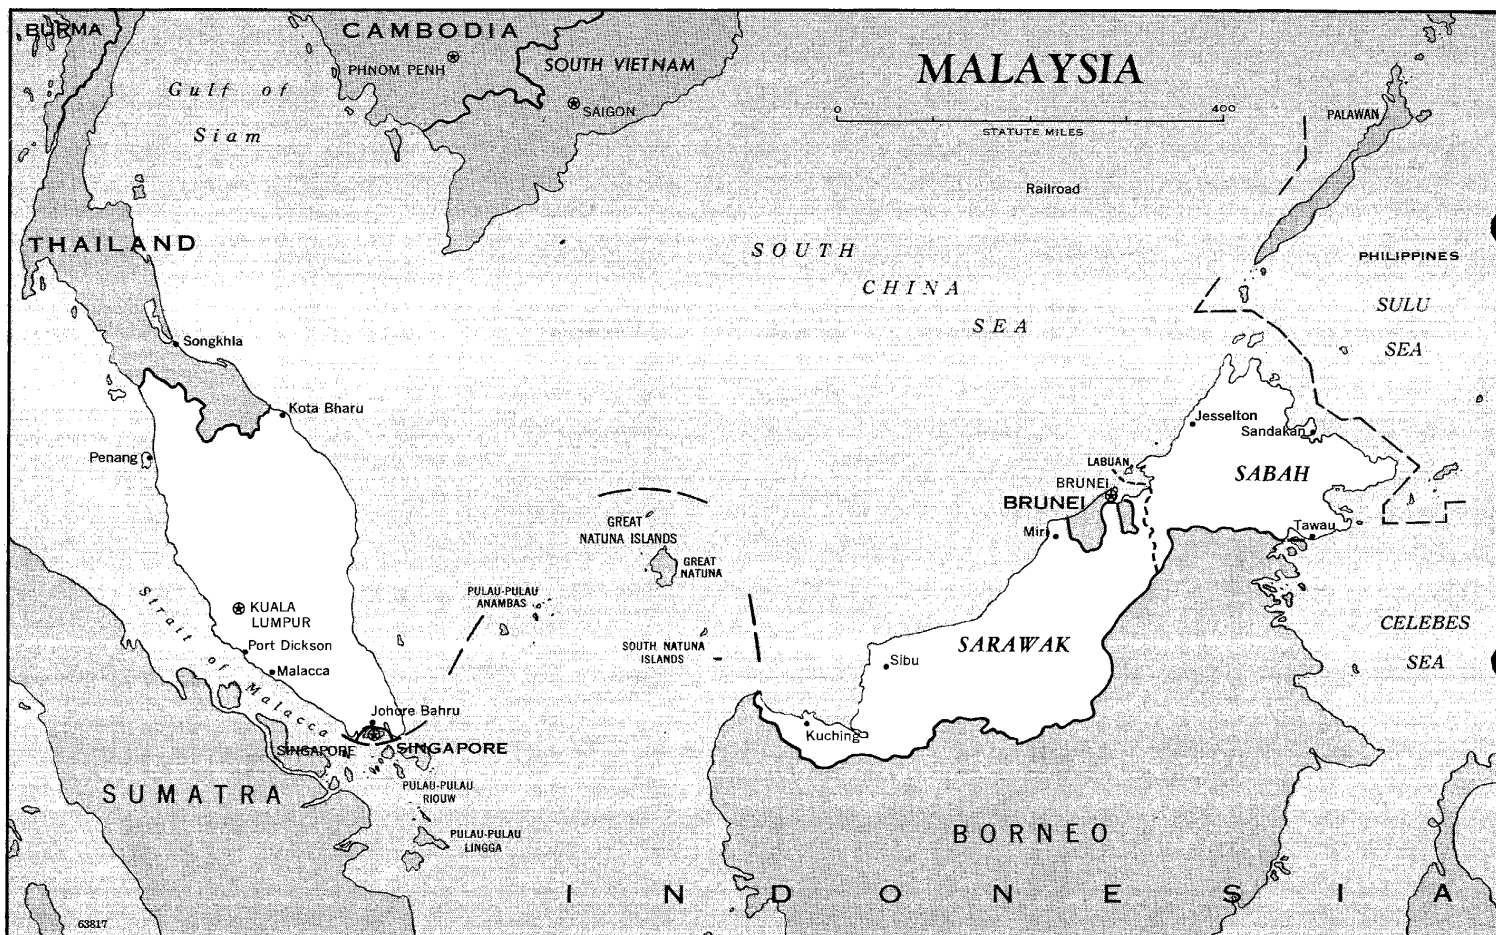 BURMA
CAMBODIA
PHNOM PENH
SOUTH VIETNAM
SAIGON
Gulf of
Siam
MALAYSIA
0 400
STATUTE MILES
Railroad
PALAWAN
THAILAND
SOUTH
CHINA
SEA
PHILIPPINES
SULU
SEA
Songkhla
Kota Bharu
Penang
Jesselton
Sandakan
LABUAN
SABAH
BRUNEI
BRUNEI
Miri
Tawau
GREAT
NATUNA ISLANDS
GREAT
NATUNA
PULAU-PULAU
ANAMBAS
SOUTH NATUNA
ISLANDS
KUALA
LUMPUR
Port Dickson
Malacca
Strait of Malacca
SARAWAK
Sibu
Kuching
CELEBES
SEA
Johore Bahru
SINGAPORE
SINGAPORE
PULAU-PULAU
RIOUW
PULAU-PULAU
LINGGA
SUMATRA
BORNEO
INDONESIA
63817